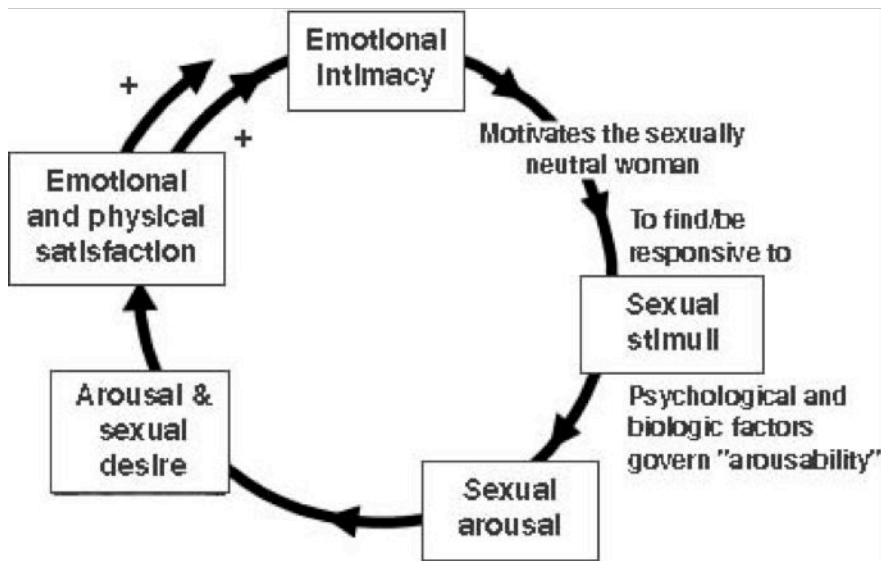 Emotional
Intimacy
+
+
Motivates the sexually
neutral woman
Emotional
and physical
satisfaction
To find/be
responsive to
Sexual
stimuli
Arousal &
sexual
desire
Psychological and
biologic factors
govern "arousability"
Sexual
arousal